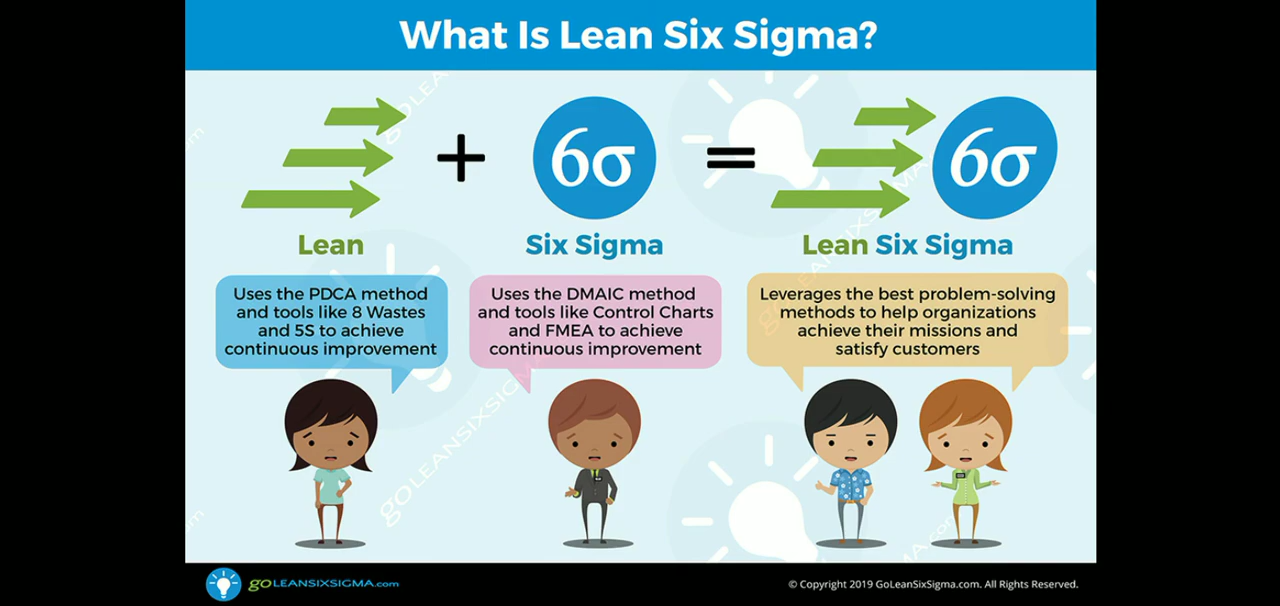 What Is Lean Six Sigma?
+
6σ
=
6σ
Lean
Six Sigma
Lean Six Sigma
Uses the PDCA method
and tools like 8 Wastes
and 5S to achieve
continuous improvement
Uses the DMAIC method
and tools like Control Charts
and FMEA to achieve
continuous improvement
Leverages the best problem-solving
methods to help organizations
achieve their missions and
satisfy customers
goLEANSIXSIGMA.com
© Copyright 2019 GoLeanSixSigma.com. All Rights Reserved.